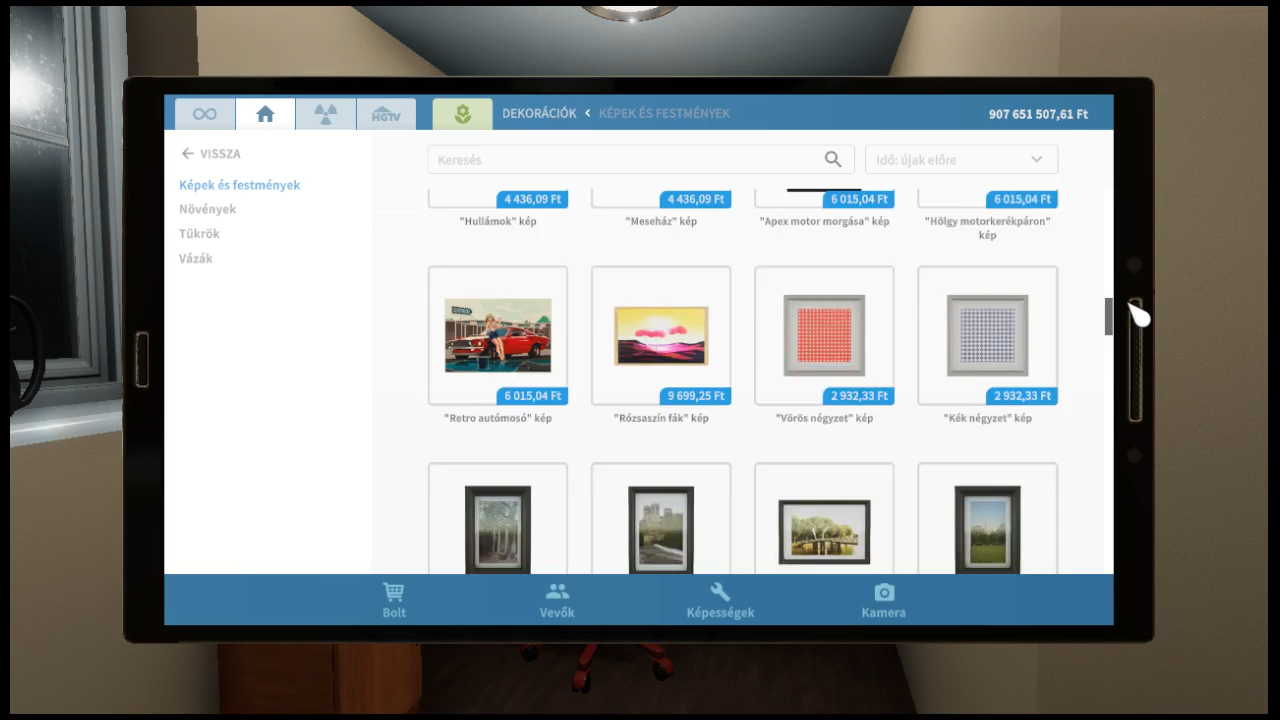 HGTV
DEKORÁCIÓK < KÉPEK ÉS FESTMÉNYEK
907 651 507,61 Ft
← VISSZA
Képek és festmények
Növények
Tükrök
Vázák
Keresés
Idő: újak előre
4 436,09 Ft
4 436,09 Ft
6 015,04 Ft
6 015,04 Ft
"Hullámok" kép
"Meseház" kép
"Apex motor morgása" kép
"Hölgy motorkerékpáron"
kép
6 015,04 Ft
9 699,25 Ft
2 932,33 Ft
2 932,33 Ft
"Retro autómosó" kép
"Rózsaszín fák" kép
"Vörös négyzet" kép
"Kék négyzet" kép
Bolt
Vevők
Képességek
Kamera